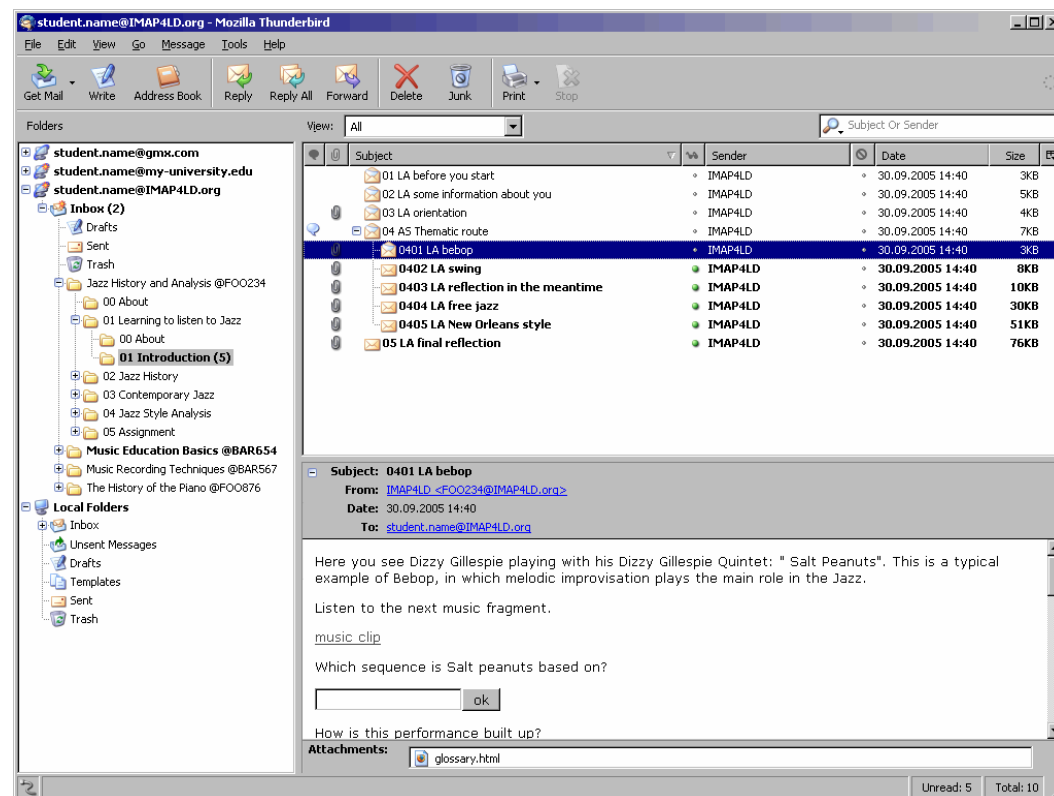 student.name@IMAP4LD.org - Mozilla Thunderbird
File Edit View Go Message Tools Help
Get Mail Write Address Book Reply Reply All Forward Delete Junk Print Stop
Folders
View: All
Subject Or Sender
student.name@gmx.com
student.name@my-university.edu
student.name@IMAP4LD.org
Inbox (2)
Drafts
Sent
Trash
Jazz History and Analysis @FOO234
00 About
01 Learning to listen to Jazz
00 About
01 Introduction (5)
02 Jazz History
03 Contemporary Jazz
04 Jazz Style Analysis
05 Assignment
Music Education Basics @BAR654
Music Recording Techniques @BAR567
The History of the Piano @FOO876
Local Folders
Inbox
Unsent Messages
Drafts
Templates
Sent
Trash
Subject Sender Date Size
01 LA before you start IMAP4LD 30.09.2005 14:40 3KB
02 LA some information about you IMAP4LD 30.09.2005 14:40 5KB
03 LA orientation IMAP4LD 30.09.2005 14:40 4KB
04 AS Thematic route IMAP4LD 30.09.2005 14:40 7KB
0401 LA bebop IMAP4LD 30.09.2005 14:40 3KB
0402 LA swing IMAP4LD 30.09.2005 14:40 8KB
0403 LA reflection in the meantime IMAP4LD 30.09.2005 14:40 10KB
0404 LA free jazz IMAP4LD 30.09.2005 14:40 30KB
0405 LA New Orleans style IMAP4LD 30.09.2005 14:40 51KB
05 LA final reflection IMAP4LD 30.09.2005 14:40 76KB
Subject: 0401 LA bebop
From: IMAP4LD <FOO234@IMAP4LD.org>
Date: 30.09.2005 14:40
To: student.name@IMAP4LD.org
Here you see Dizzy Gillespie playing with his Dizzy Gillespie Quintet: " Salt Peanuts". This is a typical
example of Bebop, in which melodic improvisation plays the main role in the Jazz.
Listen to the next music fragment.
music clip
Which sequence is Salt peanuts based on?
ok
How is this performance built up?
Attachments: glossary.html
Unread: 5 Total: 10